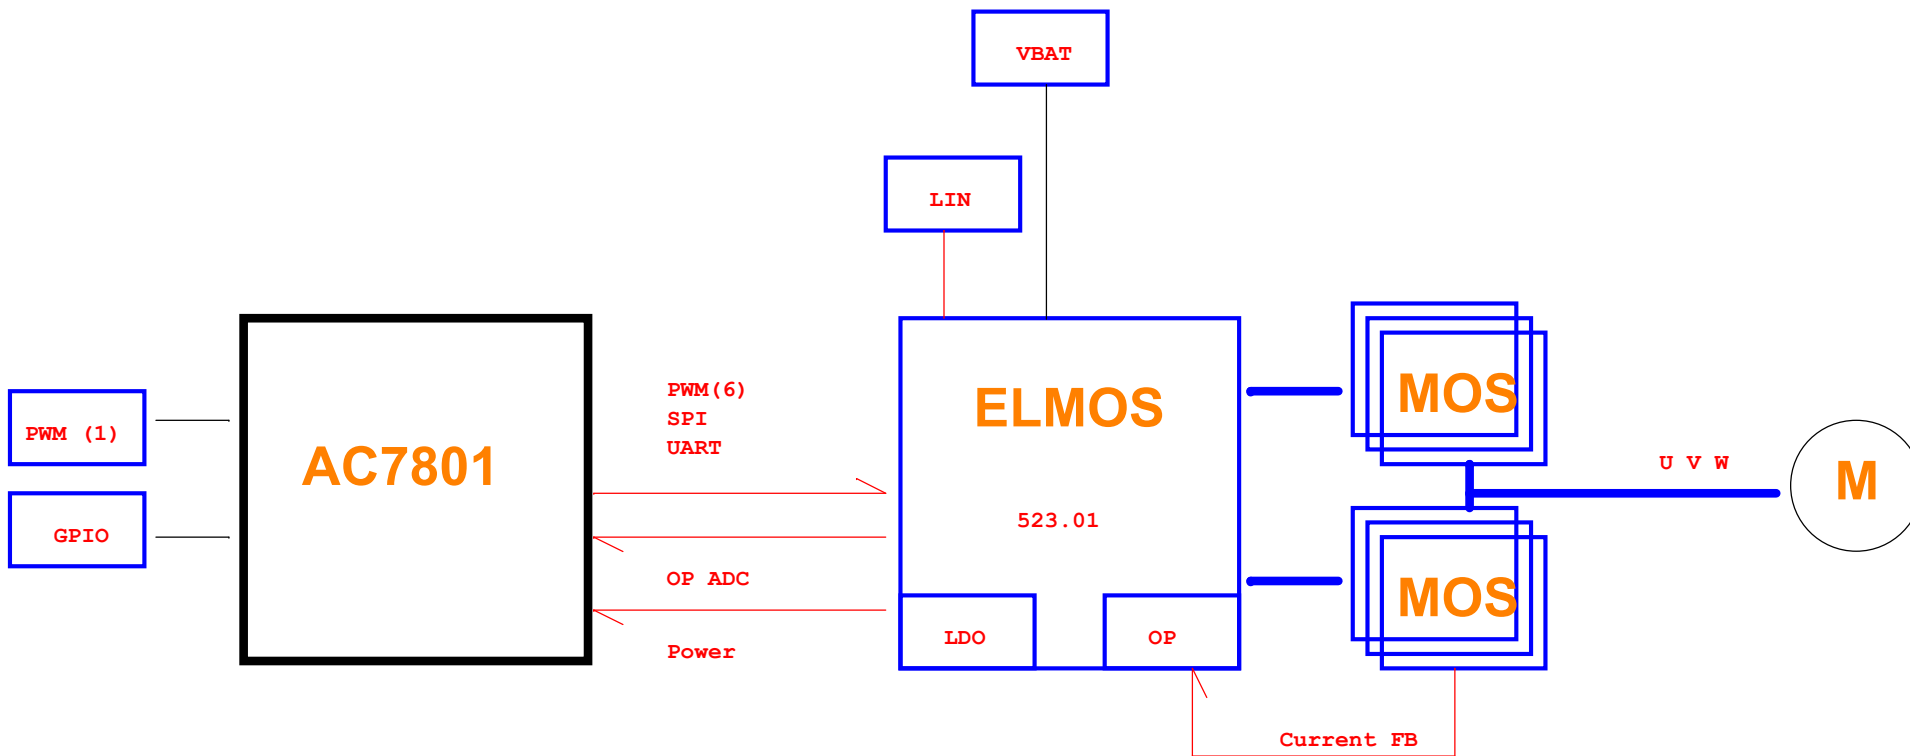 VBAT
LIN
PWM (1)
GPIO
AC7801
PWM(6)
SPI
UART
OP ADC
Power
ELMOS
523.01
LDO
OP
MOS
MOS
U V W
M
Current FB